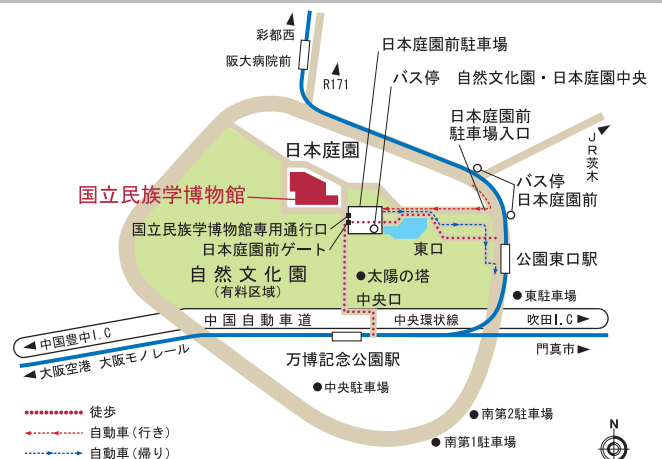 彩都西
阪大病院前
日本庭園前駐車場
R171
バス停 自然文化園・日本庭園中央
日本庭園前
駐車場入口
JR茨木
日本庭園
国立民族学博物館
バス停
日本庭園前
国立民族学博物館専用通行口
日本庭園前ゲート
東口
公園東口駅
自然文化園
(有料区域)
●太陽の塔
中央口
●東駐車場
中国自動車道
中央環状線
吹田I.C
中国豊中I.C
大阪空港 大阪モノレール
万博記念公園駅
門真市
●中央駐車場
徒歩
自動車(行き)
自動車(帰り)
●南第2駐車場
●南第1駐車場
N